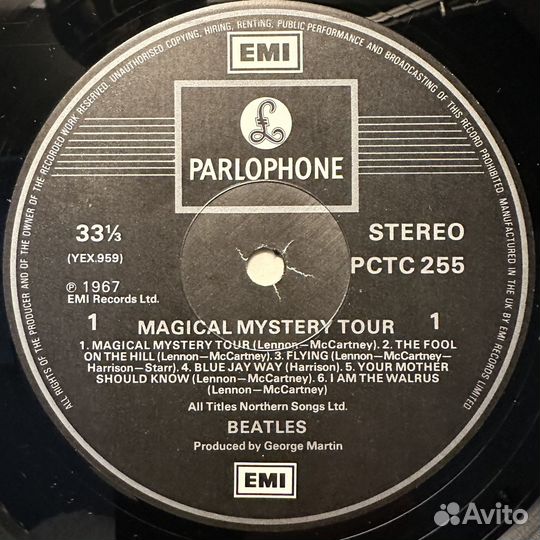 ALL RIGHTS OF THE PRODUCER AND OF THE OWNER OF THE RECORDED WORK RESERVED. UNAUTHORISED COPYING, HIRING, RENTING, PUBLIC PERFORMANCE AND BROADCASTING OF THIS RECORD PROHIBITED. MANUFACTURED IN THE UK BY EMI RECORDS LIMITED
EMI
£
PARLOPHONE
33⅓ STEREO
(YEX.959) PCTC 255
℗ 1967
EMI Records Ltd.
1 MAGICAL MYSTERY TOUR 1
1. MAGICAL MYSTERY TOUR (Lennon–McCartney). 2. THE FOOL
ON THE HILL (Lennon–McCartney). 3. FLYING (Lennon–McCartney–
Harrison–Starr). 4. BLUE JAY WAY (Harrison). 5. YOUR MOTHER
SHOULD KNOW (Lennon–McCartney). 6. I AM THE WALRUS
(Lennon–McCartney)
All Titles Northern Songs Ltd.
BEATLES
Produced by George Martin
EMI
Avito